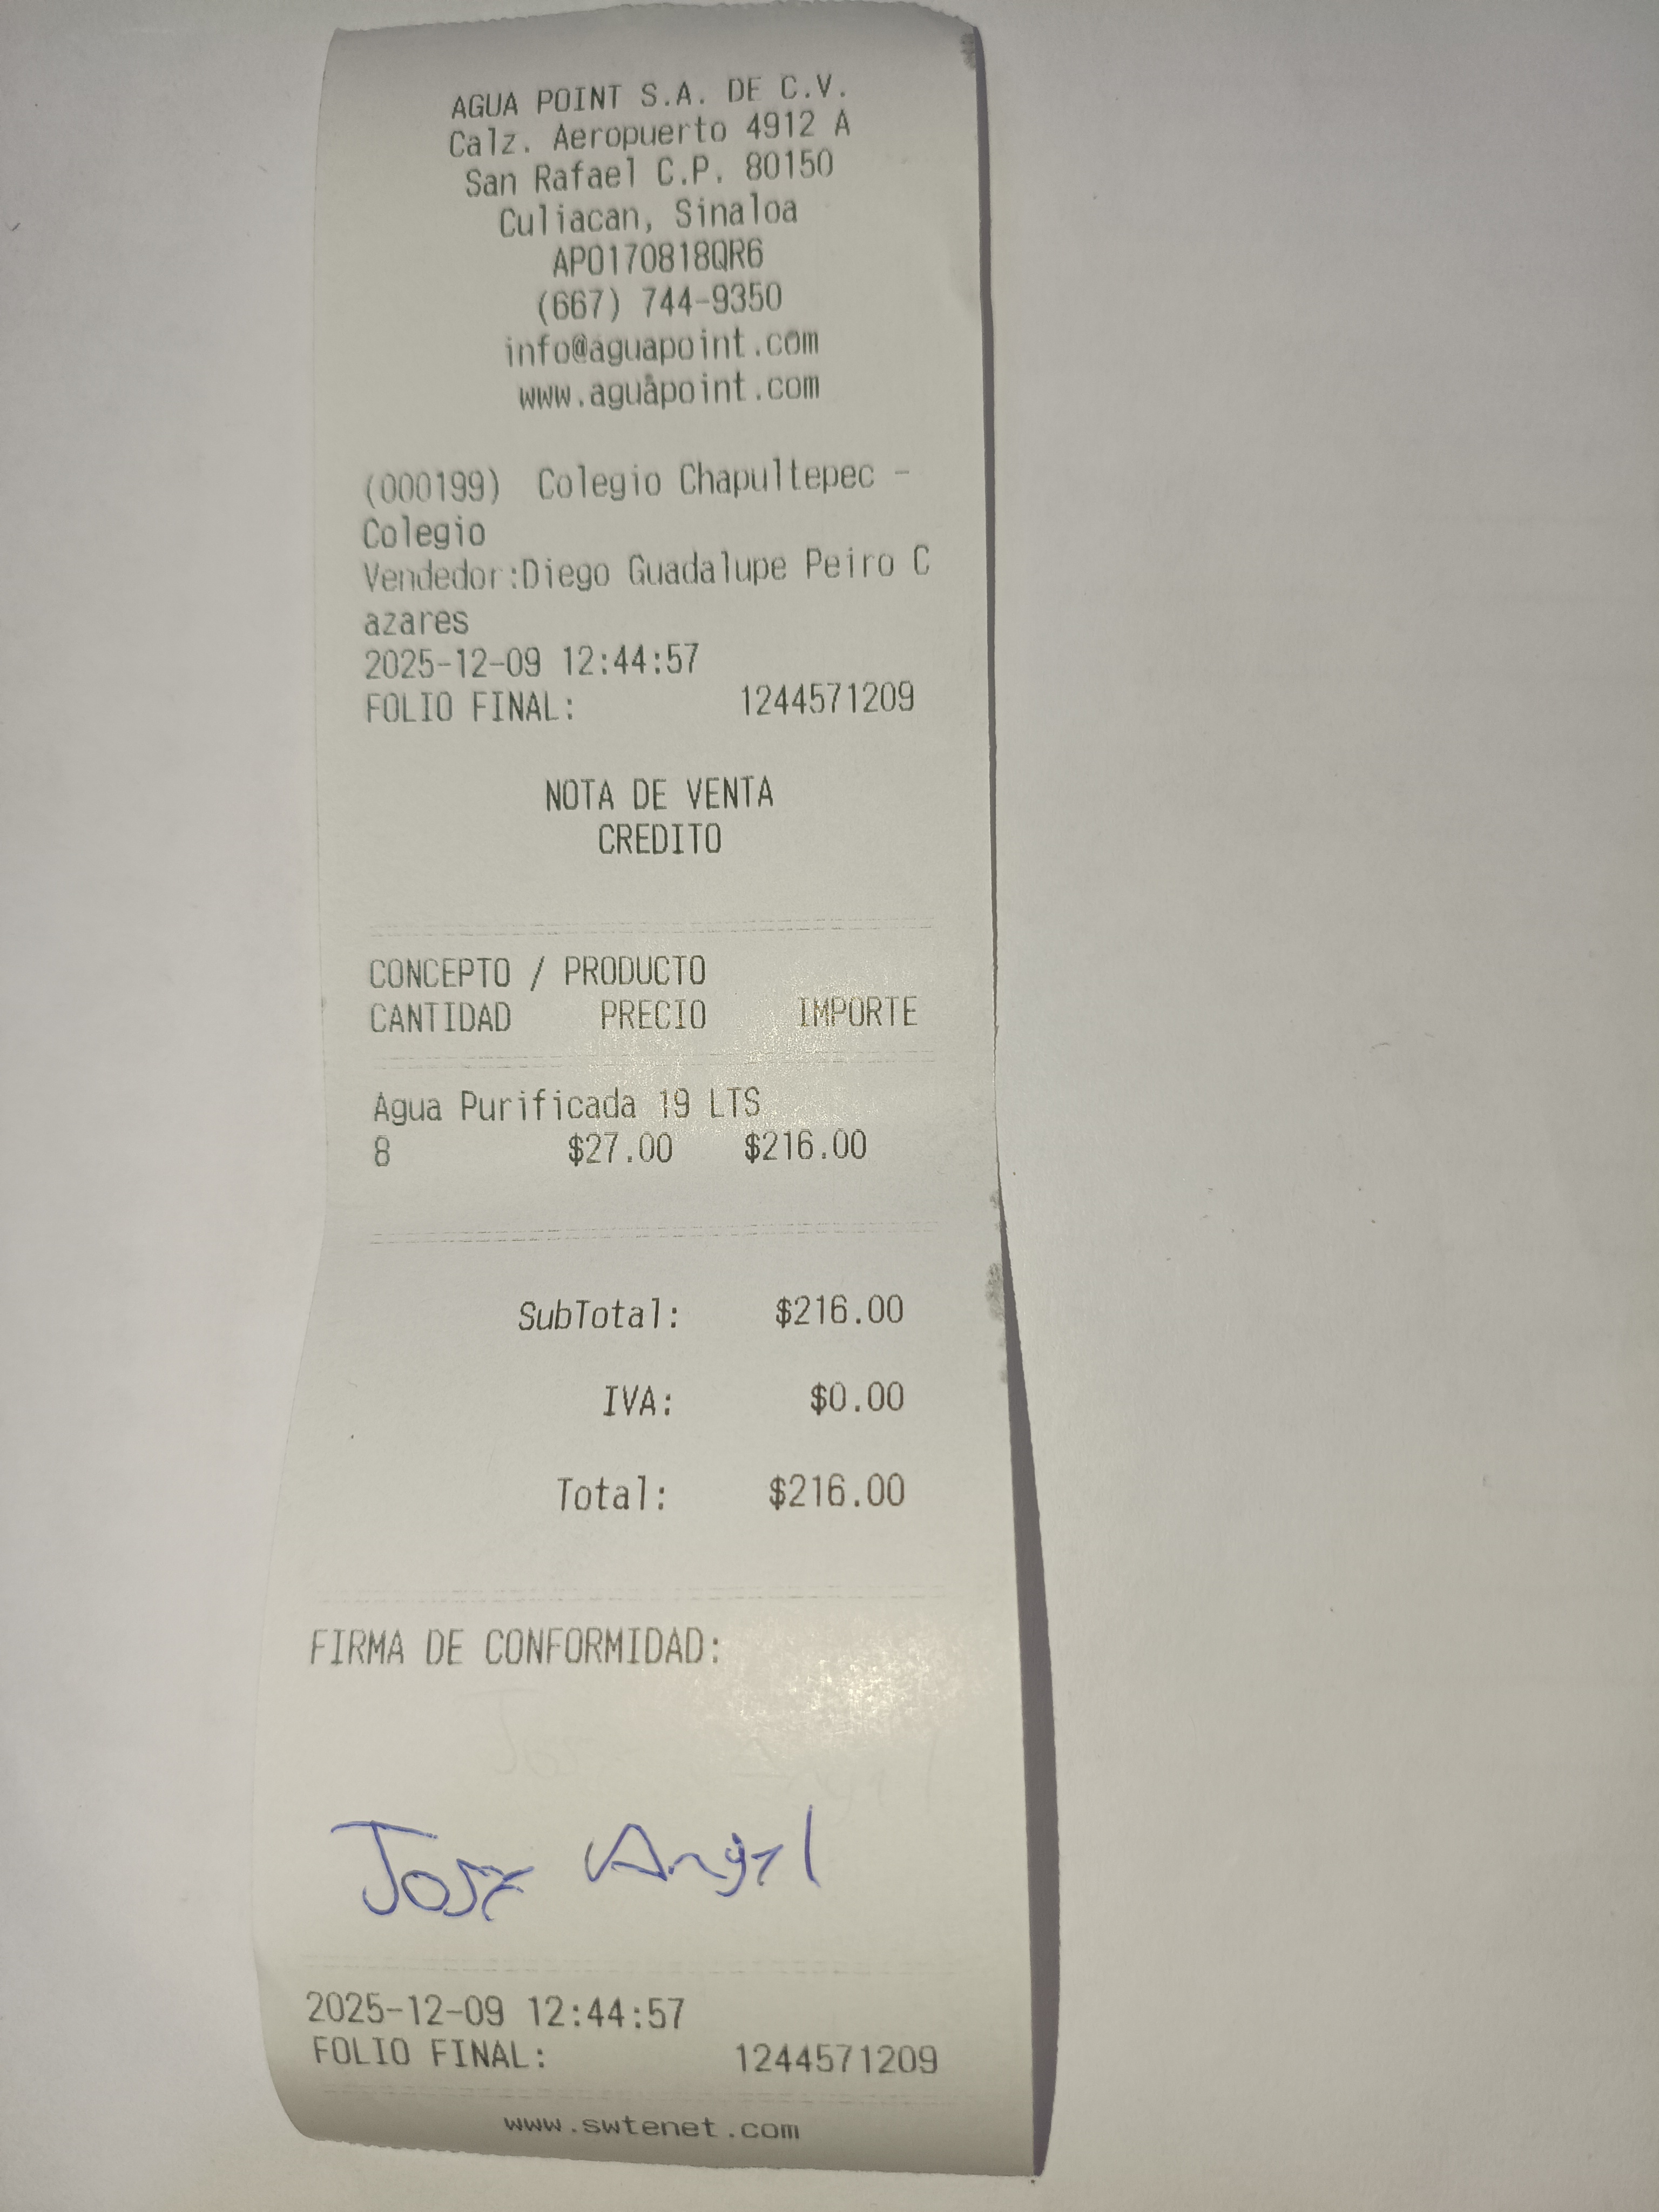 AGUA POINT S.A. DE C.V.
Calz. Aeropuerto 4912 A
San Rafael C.P. 80150
Culiacan, Sinaloa
APO170818QR6
(667) 744-9350
info@aguapoint.com
www.aguapoint.com
(000199) Colegio Chapultepec -
Colegio
Vendedor:Diego Guadalupe Peiro C
azares
2025-12-09 12:44:57
FOLIO FINAL: 1244571209
NOTA DE VENTA
CREDITO
CONCEPTO / PRODUCTO
CANTIDAD PRECIO IMPORTE
Agua Purificada 19 LTS
8 $27.00 $216.00
SubTotal: $216.00
IVA: $0.00
Total: $216.00
FIRMA DE CONFORMIDAD:
Jose Angel
2025-12-09 12:44:57
FOLIO FINAL: 1244571209
www.swtenet.com